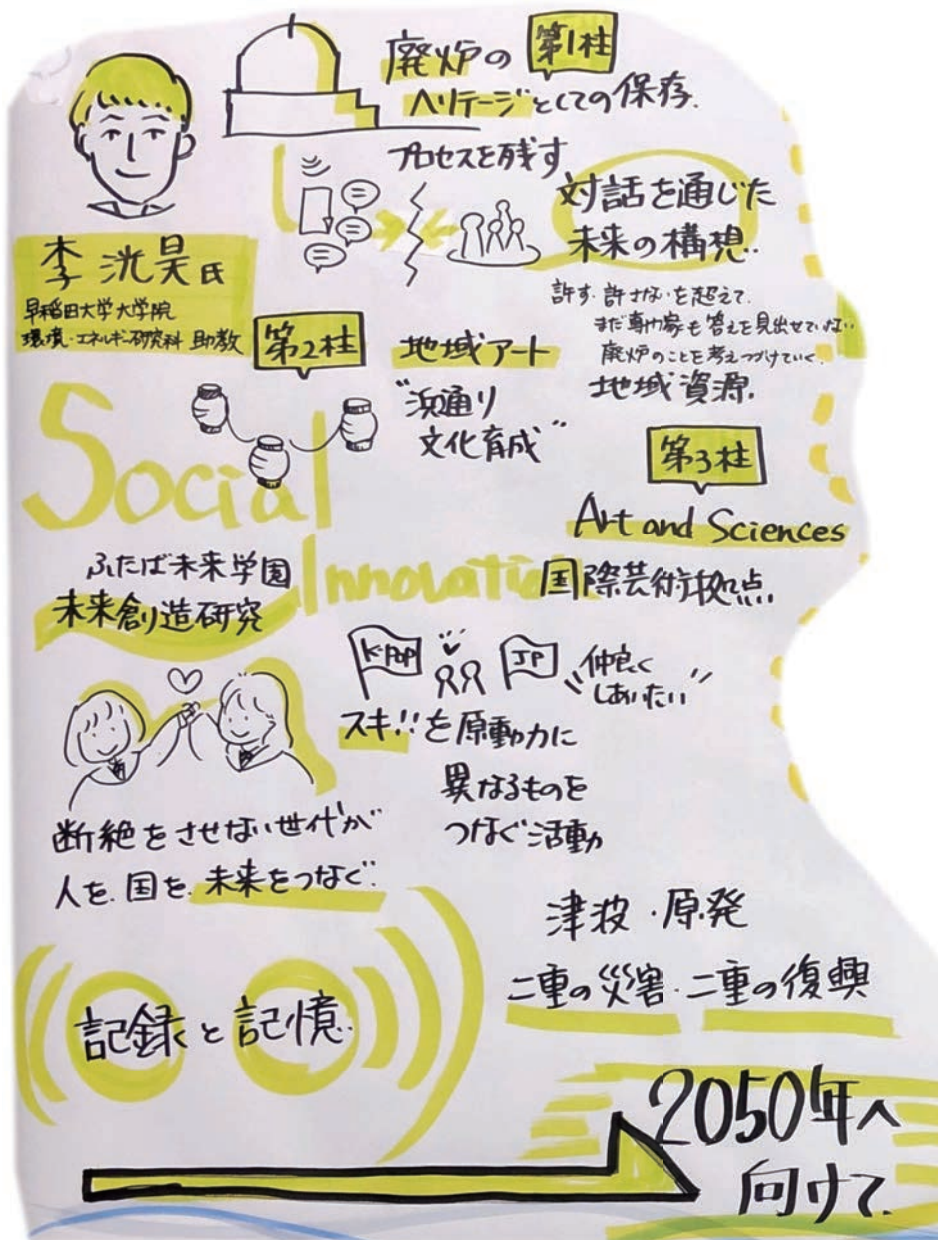 第1柱
廃炉の
ヘリテージとしての保存.
プロセスを残す
対話を通じた
未来の構想..
許す・許さないを超えて.
まだ専門家も答えを見出せていない
廃炉のことを考えつづけていく.
地域資源.
李 洸昊氏
早稲田大学大学院
環境・エネルギー研究科 助教
第2柱
地域アート
"浜通り
文化育成"
第3柱
Art and Sciences
国際芸術拠点
Social
Innovation
ふたば未来学園
未来創造研究
K-POP
JP
"仲良く
しあいたい"
スキ!!を原動力に
異なるものを
つなぐ活動
断絶をさせない世代が
人を.国を.未来をつなぐ.
津波・原発
二重の災害・二重の復興
記録と記憶..
2050年へ
向けて.